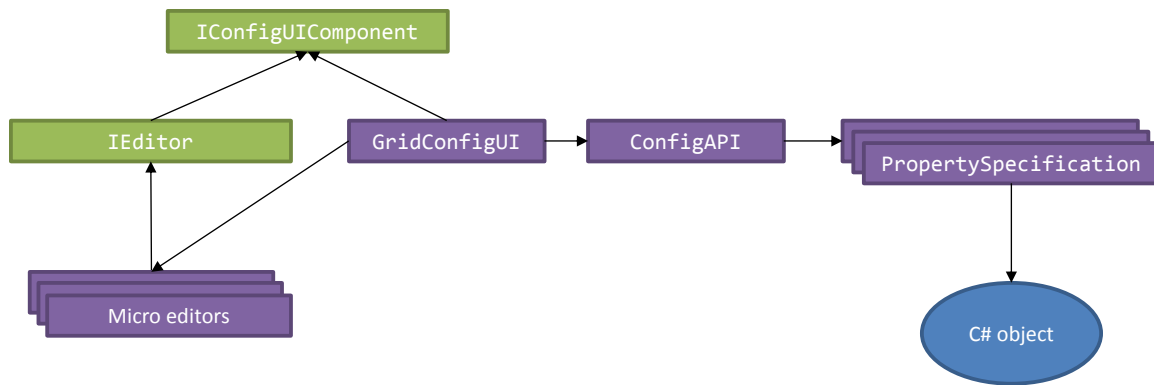 IConfigUIComponent
IEditor
GridConfigUI
ConfigAPI
PropertySpecification
Micro editors
C# object